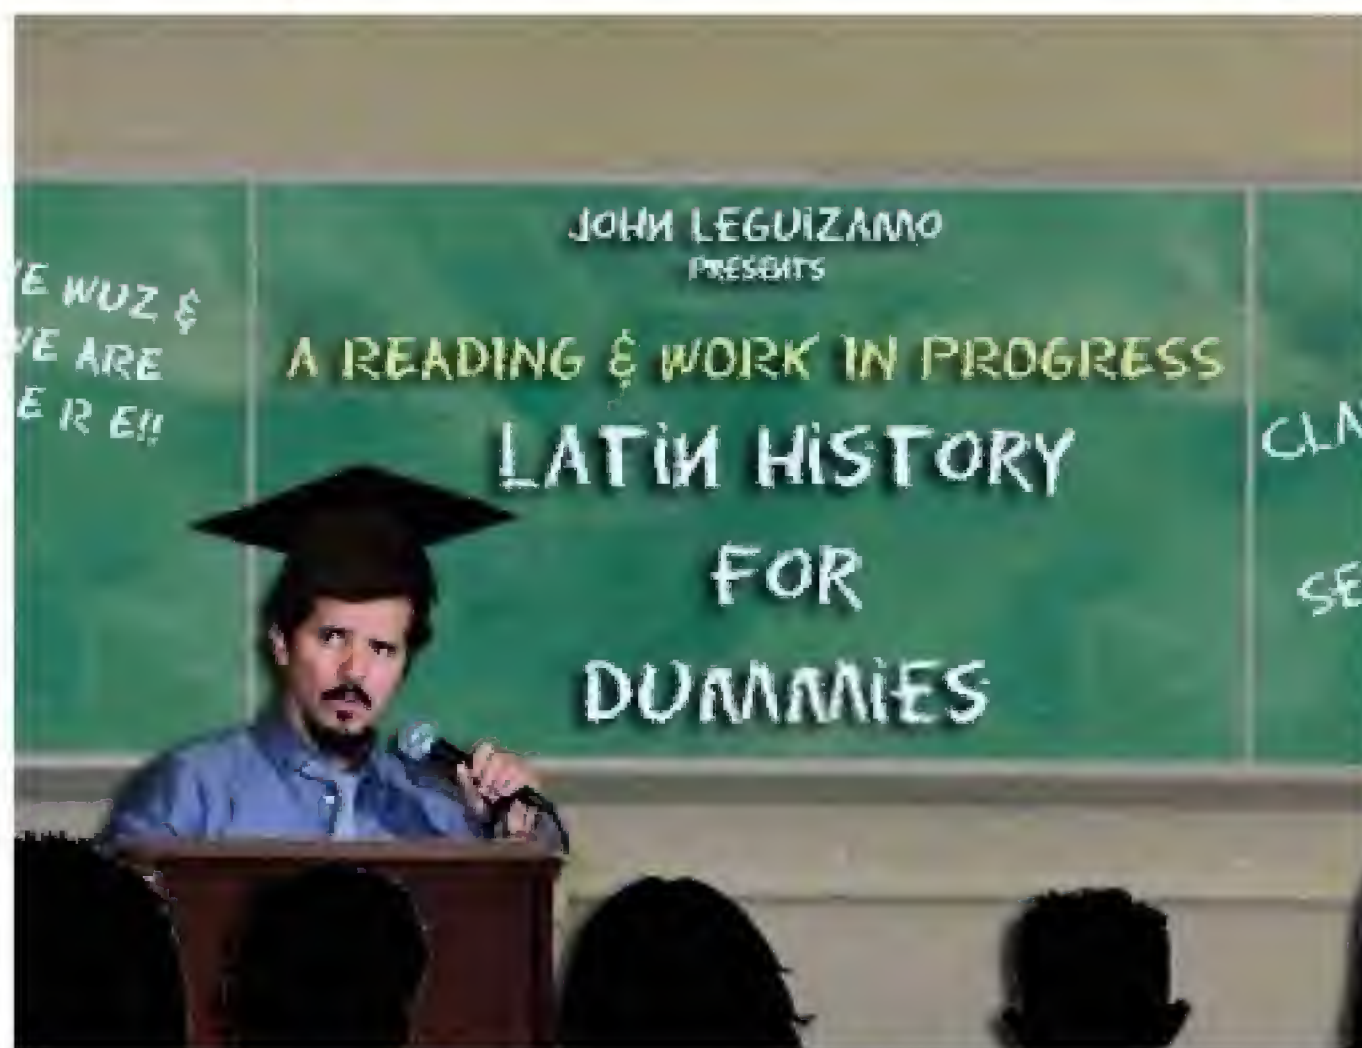 WUZ &
ARE
E R E!!
JOHN LEGUIZAMO
PRESENTS
A READING & WORK IN PROGRESS
LATIN HISTORY
FOR
DUMMIES